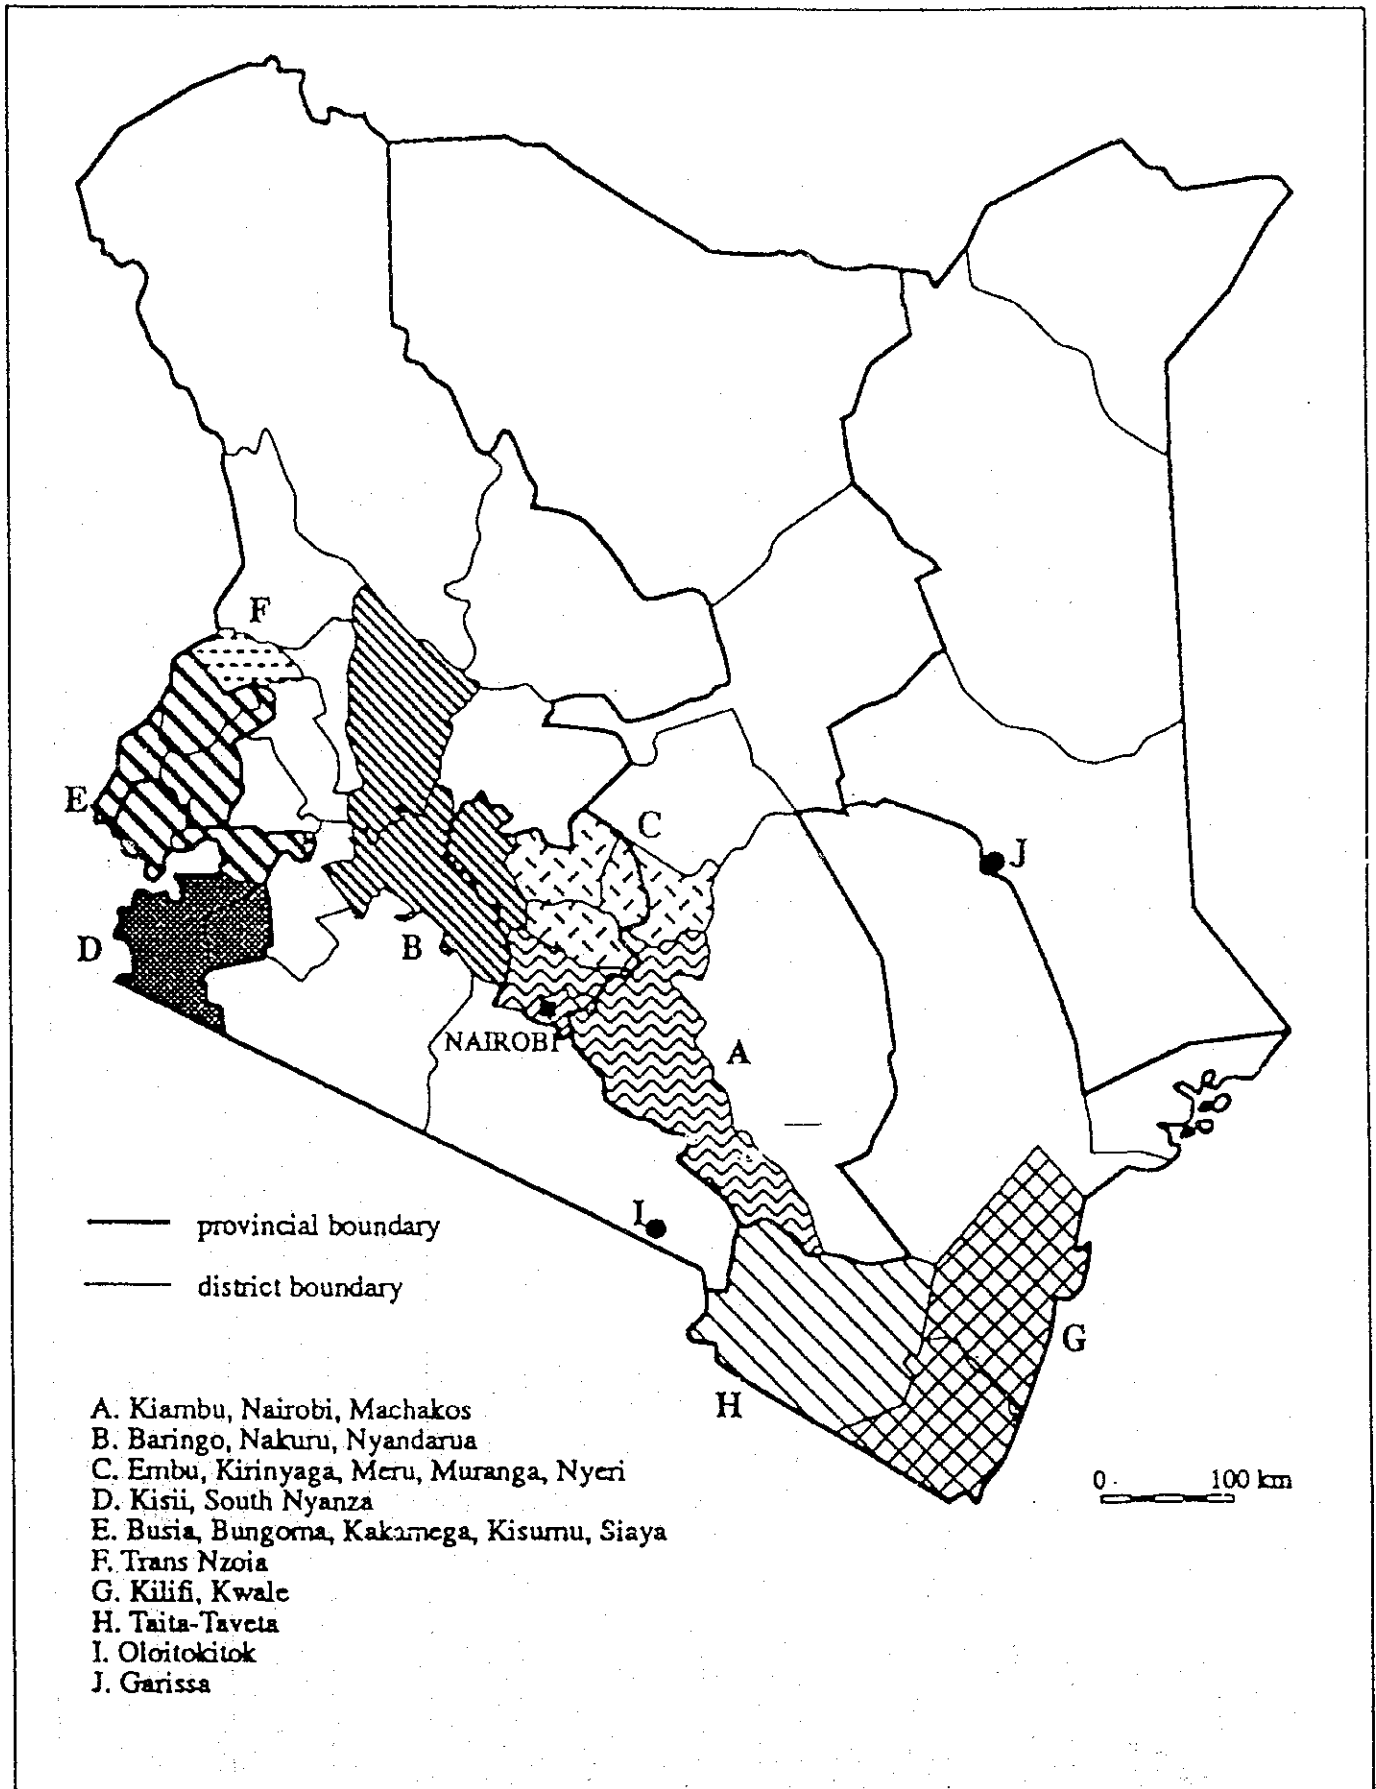 F
E
C
J
D
B
NAIROBI
A
I
provincial boundary
district boundary
G
H
A. Kiambu, Nairobi, Machakos
B. Baringo, Nakuru, Nyandarua
C. Embu, Kirinyaga, Meru, Muranga, Nyeri
D. Kisii, South Nyanza
E. Busia, Bungoma, Kakamega, Kisumu, Siaya
F. Trans Nzoia
G. Kilifi, Kwale
H. Taita-Taveta
I. Oloitokitok
J. Garissa
0 100 km